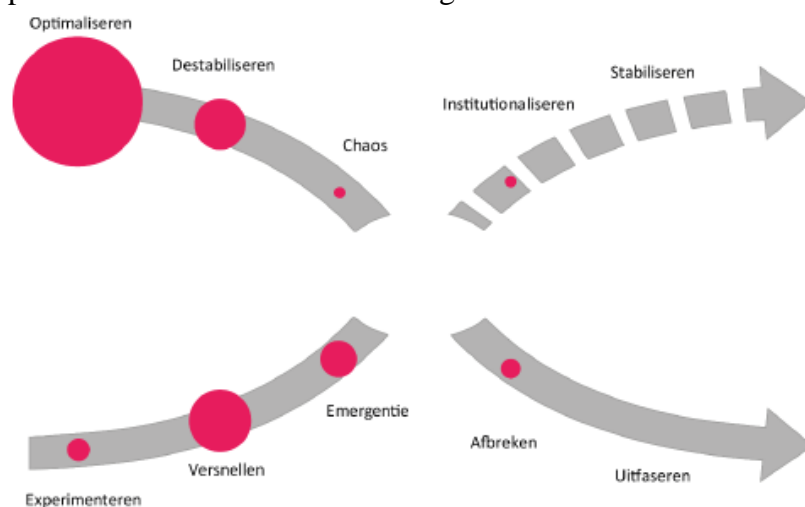 Optimaliseren
Destabiliseren
Chaos
Stabiliseren
Institutionaliseren
Emergentie
Versnellen
Experimenteren
Afbreken
Uitfaseren